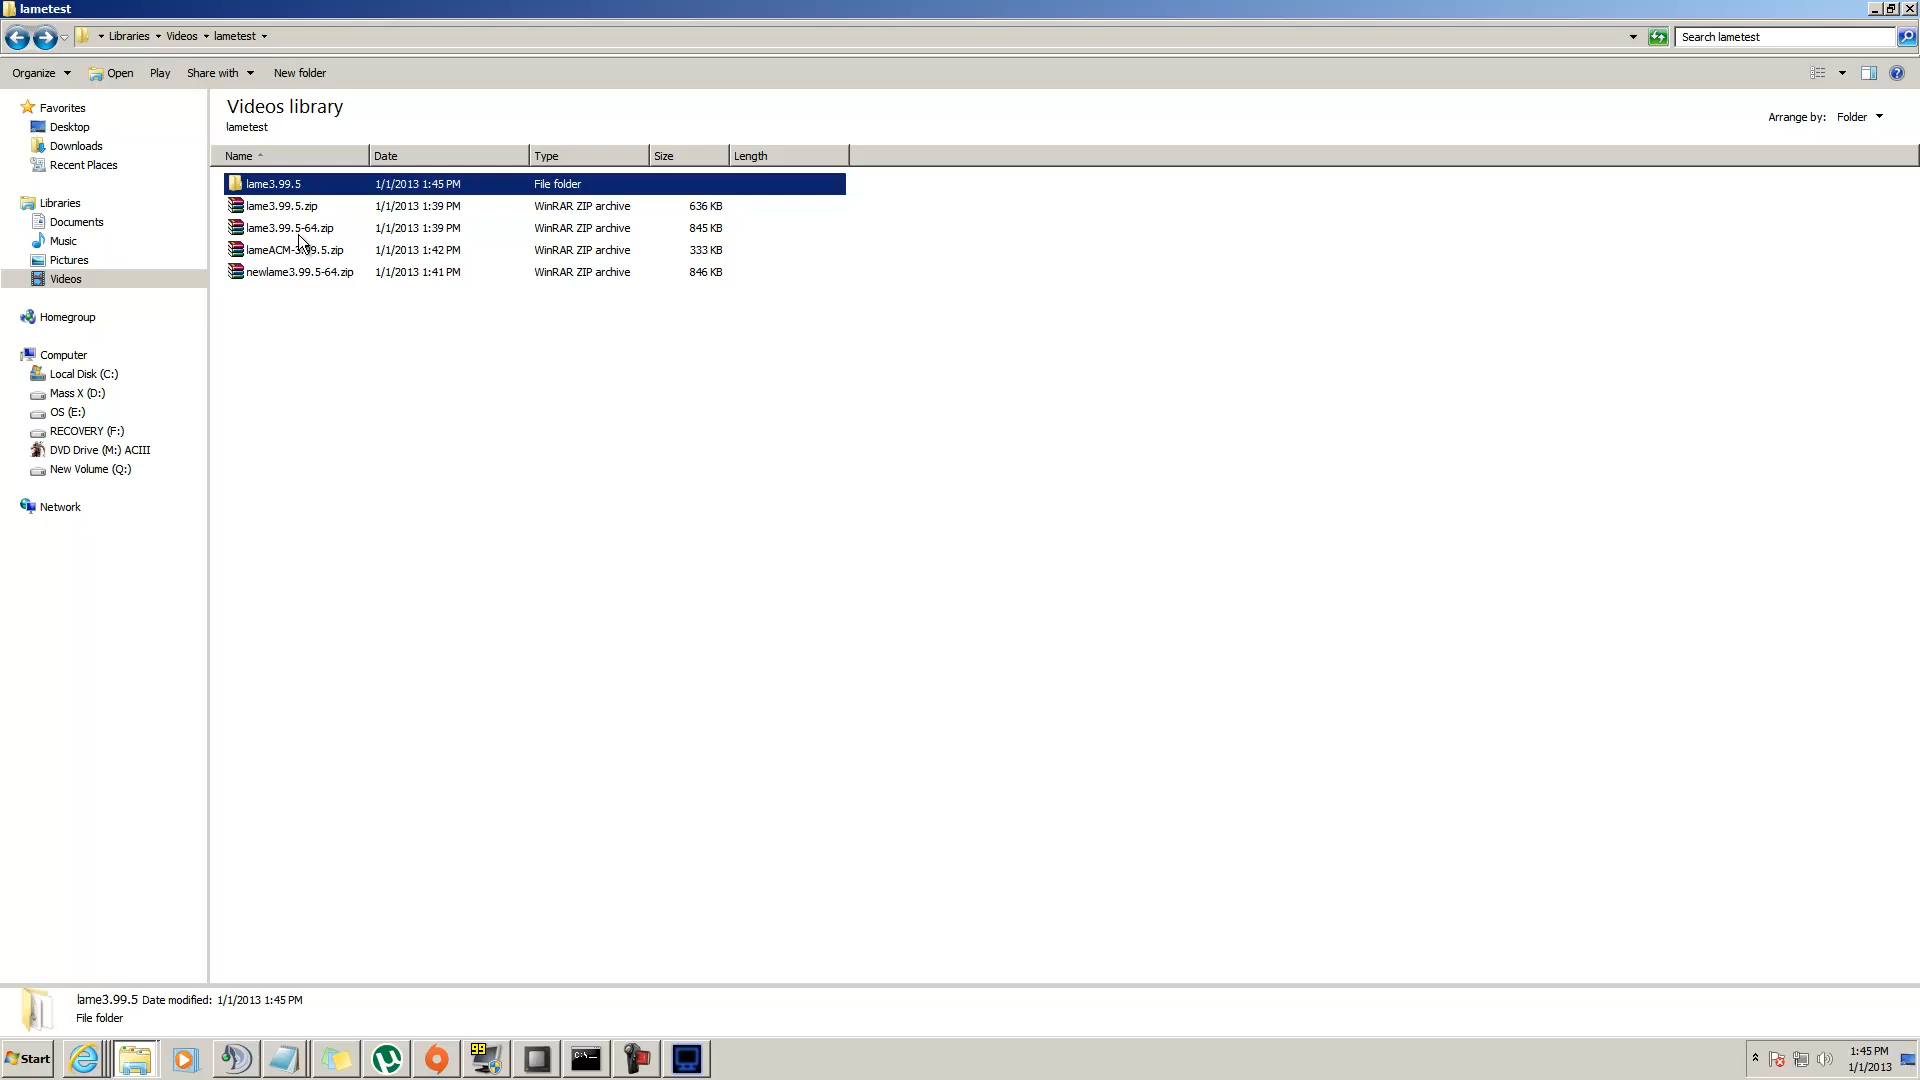 lametest
Libraries Videos lametest
Search lametest
Organize Open Play Share with New folder
Favorites
Desktop
Downloads
Recent Places
Libraries
Documents
Music
Pictures
Videos
Homegroup
Computer
Local Disk (C:)
Mass X (D:)
OS (E:)
RECOVERY (F:)
DVD Drive (M:) ACIII
New Volume (Q:)
Network
Videos library
lametest
Arrange by: Folder
Name Date Type Size Length
lame3.99.5 1/1/2013 1:45 PM File folder
lame3.99.5.zip 1/1/2013 1:39 PM WinRAR ZIP archive 636 KB
lame3.99.5-64.zip 1/1/2013 1:39 PM WinRAR ZIP archive 845 KB
lameACM-3.99.5.zip 1/1/2013 1:42 PM WinRAR ZIP archive 333 KB
newlame3.99.5-64.zip 1/1/2013 1:41 PM WinRAR ZIP archive 846 KB
lame3.99.5 Date modified: 1/1/2013 1:45 PM
File folder
Start
99
C:\_
1:45 PM
1/1/2013